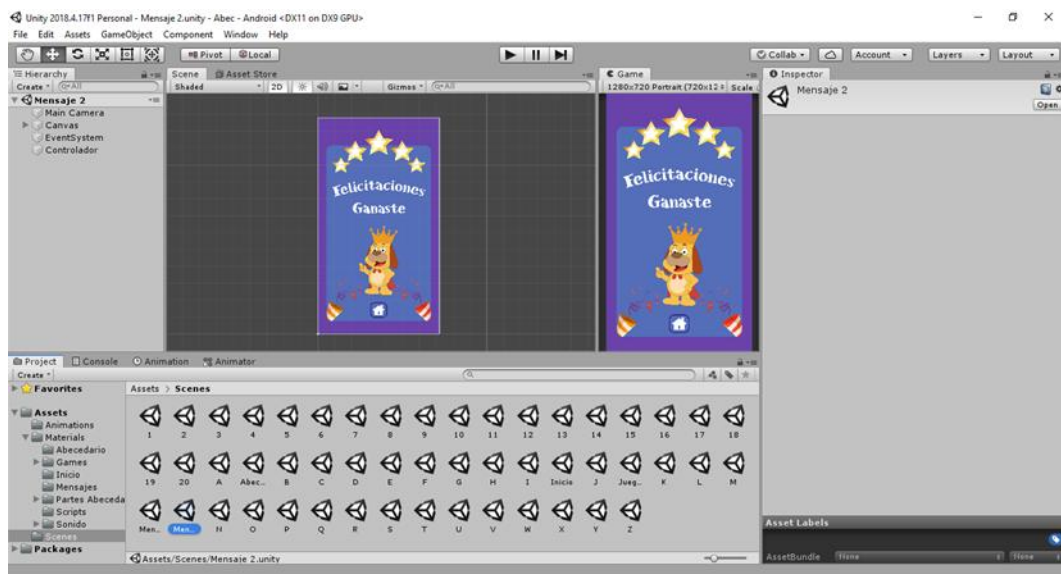 Unity 2018.4.17f1 Personal - Mensaje 2.unity - Abec - Android <DX11 on DX9 GPU>
File Edit Assets GameObject Component Window Help
Pivot Local
Collab Account Layers Layout
Hierarchy
Create All
Mensaje 2
Main Camera
Canvas
EventSystem
Controlador
Scene Asset Store
Shaded 2D Gizmos All
Felicitaciones
Ganaste
Game
1280x720 Portrait (720x12 Scale
Felicitaciones
Ganaste
Inspector
Mensaje 2
Open
Project Console Animation Animator
Create
Favorites
Assets
Animations
Materials
Abecedario
Games
Inicio
Mensajes
Partes Abeceda
Scripts
Sonido
Scenes
Packages
Assets > Scenes
1 2 3 4 5 6 7 8 9 10 11 12 13 14 15 16 17 18
19 20 A Abec... B C D E F G H I Inicio J Jueg... K L M
Men... Men... N O P Q R S T U V W X Y Z
Assets/Scenes/Mensaje 2.unity
Asset Labels
AssetBundle None None